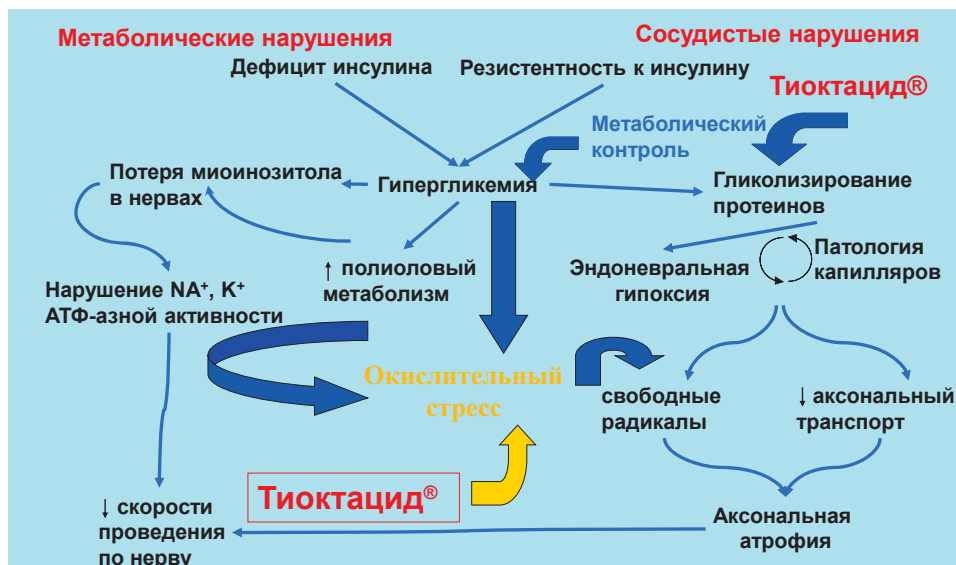 Метаболические нарушения
Сосудистые нарушения
Дефицит инсулина
Резистентность к инсулину
Тиоктацид®
Метаболический
контроль
Потеря миоинозитола
в нервах
Гипергликемия
Гликолизирование
протеинов
↑ полиоловый
метаболизм
Эндоневральная
гипоксия
Патология
капилляров
Нарушение NA⁺, K⁺
АТФ-азной активности
Окислительный
стресс
свободные
радикалы
↓ аксональный
транспорт
Тиоктацид®
↓ скорости
проведения
по нерву
Аксональная
атрофия